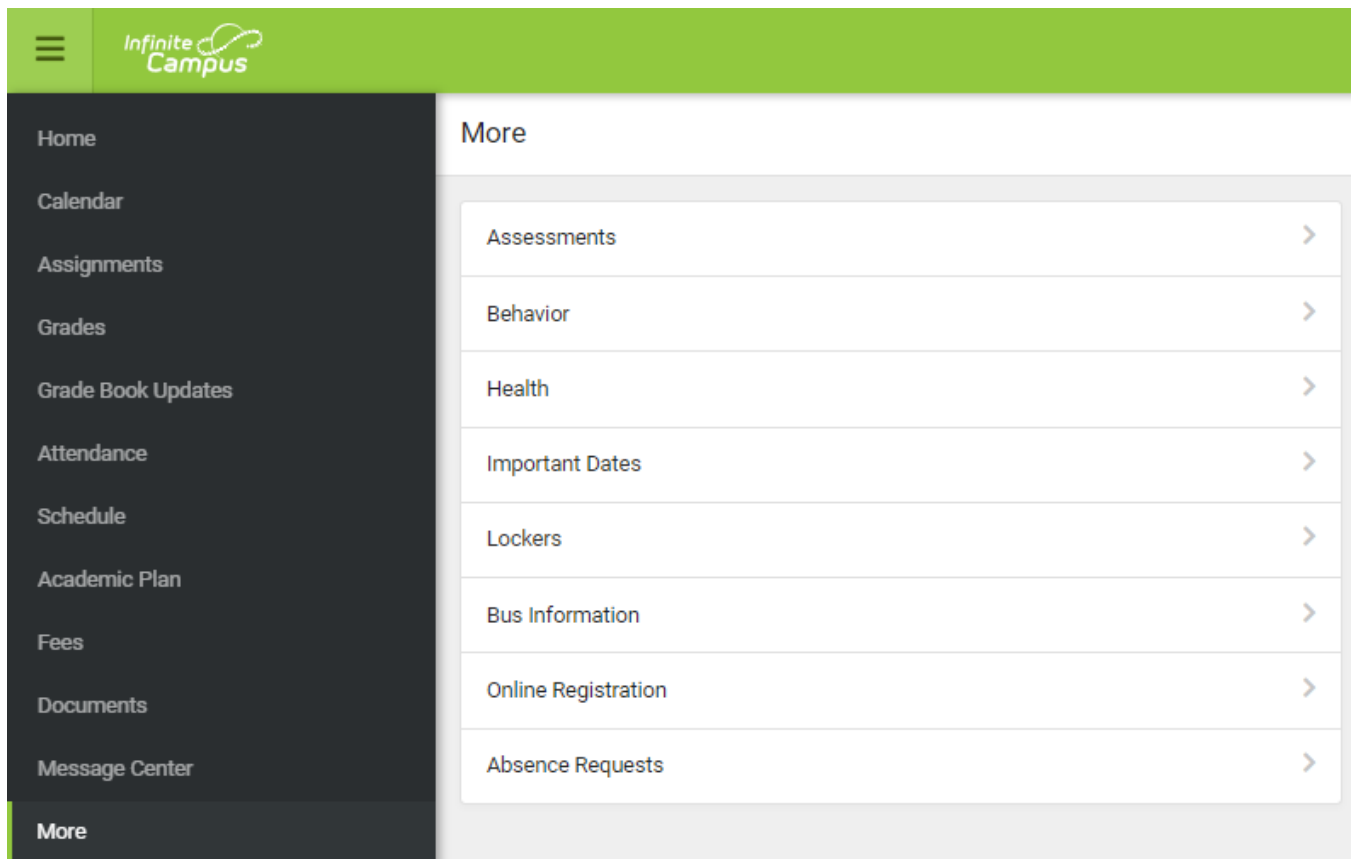 Infinite
Campus
Home
Calendar
Assignments
Grades
Grade Book Updates
Attendance
Schedule
Academic Plan
Fees
Documents
Message Center
More
More
Assessments
Behavior
Health
Important Dates
Lockers
Bus Information
Online Registration
Absence Requests